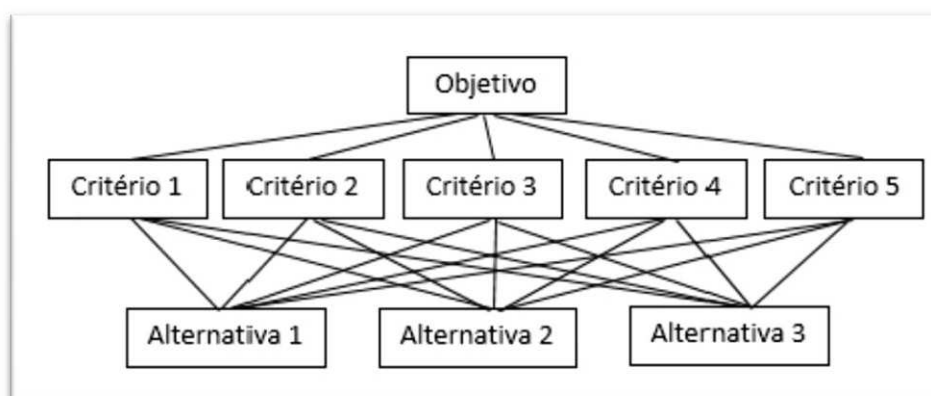 Objetivo
Critério 1
Critério 2
Critério 3
Critério 4
Critério 5
Alternativa 1
Alternativa 2
Alternativa 3